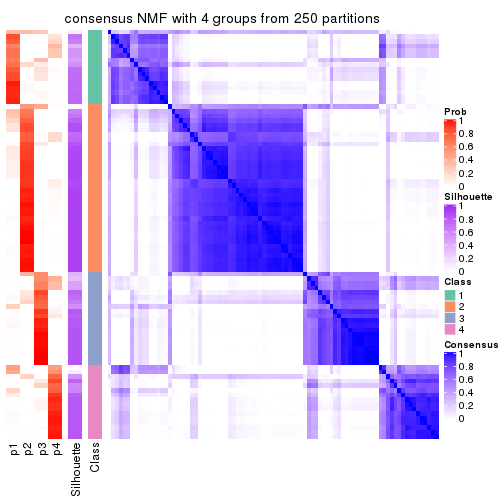 consensus NMF with 4 groups from 250 partitions
Prob
1
0.8
0.6
0.4
0.2
0
Silhouette
1
0.8
0.6
0.4
0.2
0
Class
1
2
3
4
Consensus
1
0.8
0.6
0.4
0.2
0
p1
p2
p3
p4
Silhouette
Class